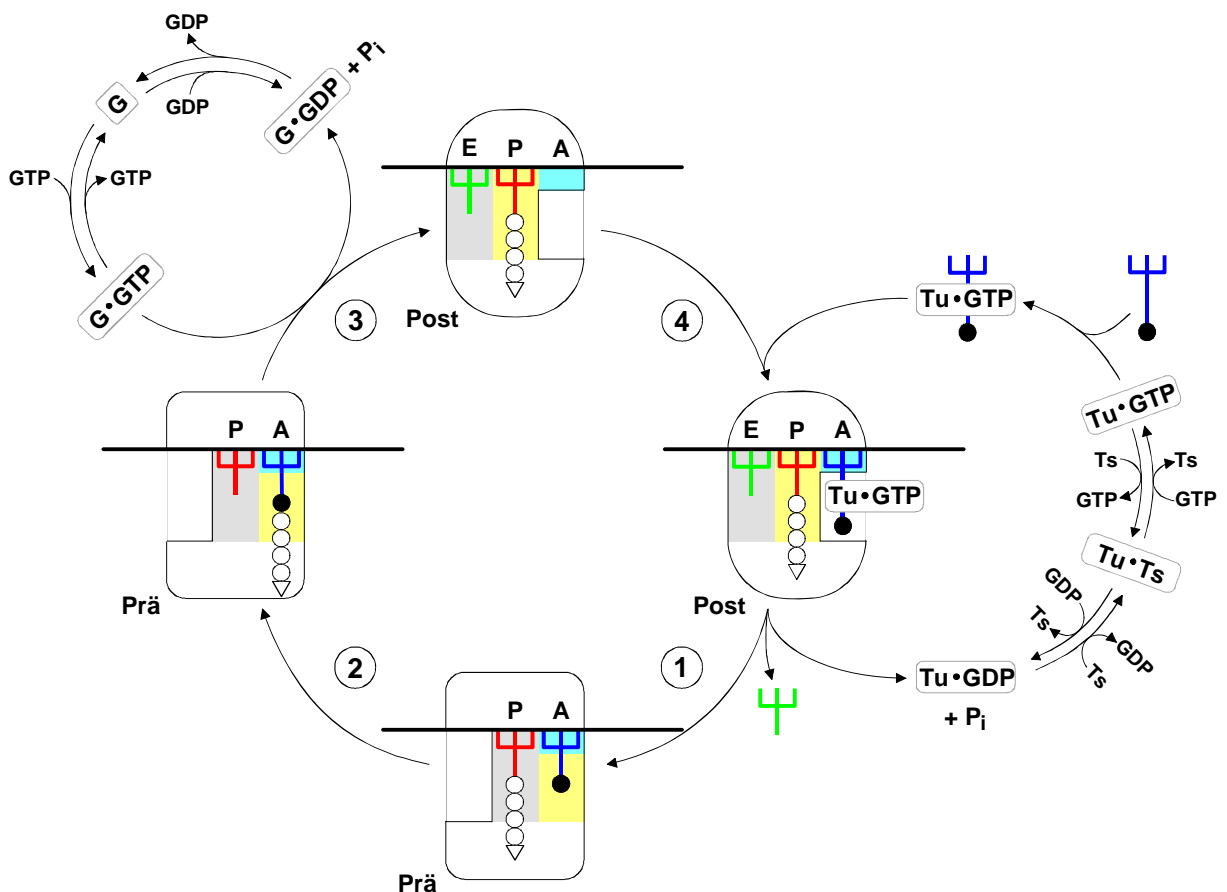 GDP
G
GDP
G•GDP + Pi
GTP
GTP
G•GTP
E P A
3
Post
4
Tu•GTP
P A
Prä
E P A
Tu•GTP
Post
Tu•GTP
Ts
Ts
GTP
GTP
Tu•Ts
GDP
Ts
GDP
Ts
Tu•GDP
+ Pi
2
1
P A
Prä